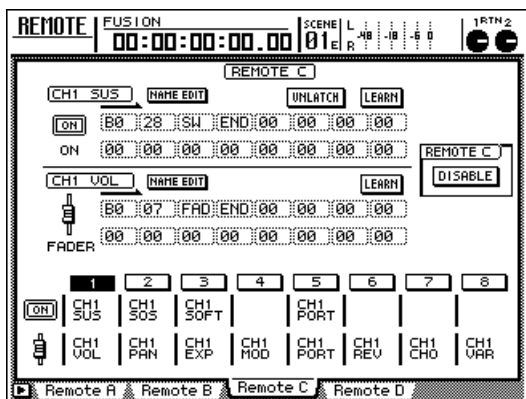 REMOTE FUSION 00:00:00:00.00 SCENE 01E L R -48 -18 -6 0 1RTN2
REMOTE C
CH1 SUS NAME EDIT UNLATCH LEARN
ON B0 28 SW END 00 00 00 00
ON 00 00 00 00 00 00 00 00
REMOTE C
DISABLE
CH1 VOL NAME EDIT LEARN
B0 07 FAD END 00 00 00 00
FADER 00 00 00 00 00 00 00 00
1 2 3 4 5 6 7 8
ON CH1 SUS CH1 SOS CH1 SOFT CH1 PORT
CH1 VOL CH1 PAN CH1 EXP CH1 MOD CH1 PORT CH1 REV CH1 CHO CH1 VAR
Remote A Remote B Remote C Remote D